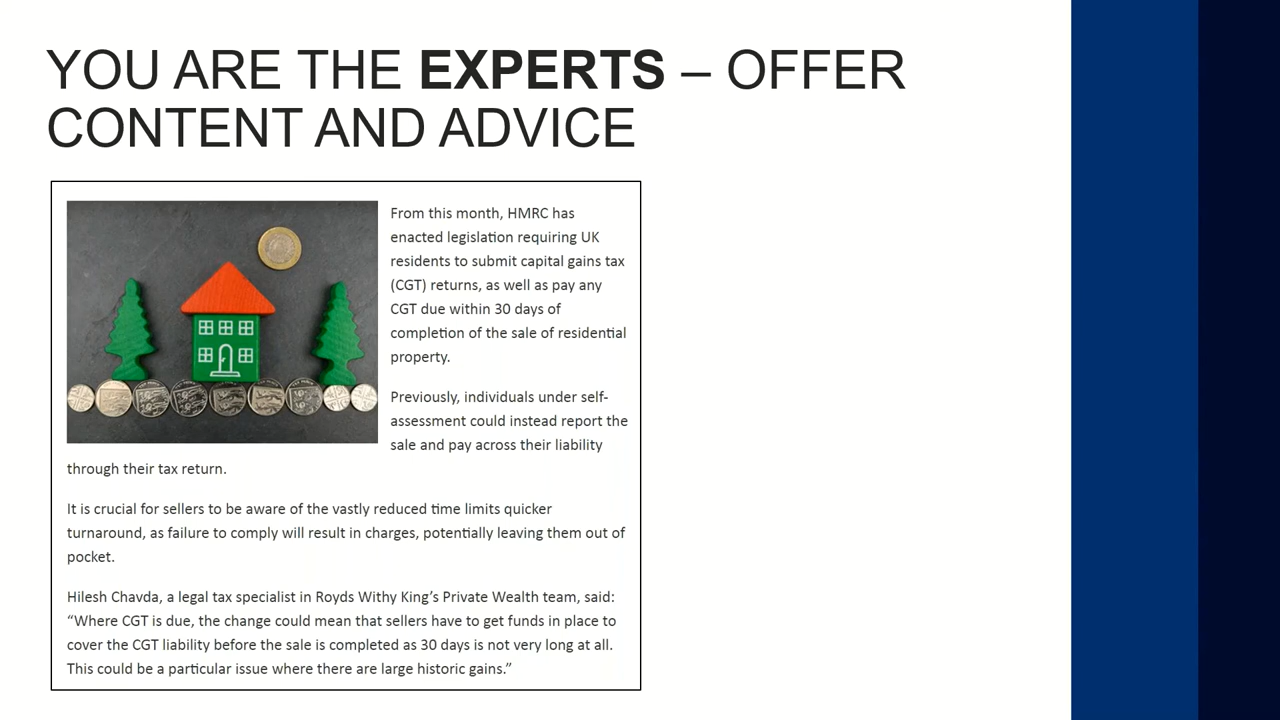 YOU ARE THE EXPERTS – OFFER
CONTENT AND ADVICE
From this month, HMRC has
enacted legislation requiring UK
residents to submit capital gains tax
(CGT) returns, as well as pay any
CGT due within 30 days of
completion of the sale of residential
property.
Previously, individuals under self-
assessment could instead report the
sale and pay across their liability
through their tax return.
It is crucial for sellers to be aware of the vastly reduced time limits quicker
turnaround, as failure to comply will result in charges, potentially leaving them out of
pocket.
Hilesh Chavda, a legal tax specialist in Royds Withy King’s Private Wealth team, said:
“Where CGT is due, the change could mean that sellers have to get funds in place to
cover the CGT liability before the sale is completed as 30 days is not very long at all.
This could be a particular issue where there are large historic gains.”